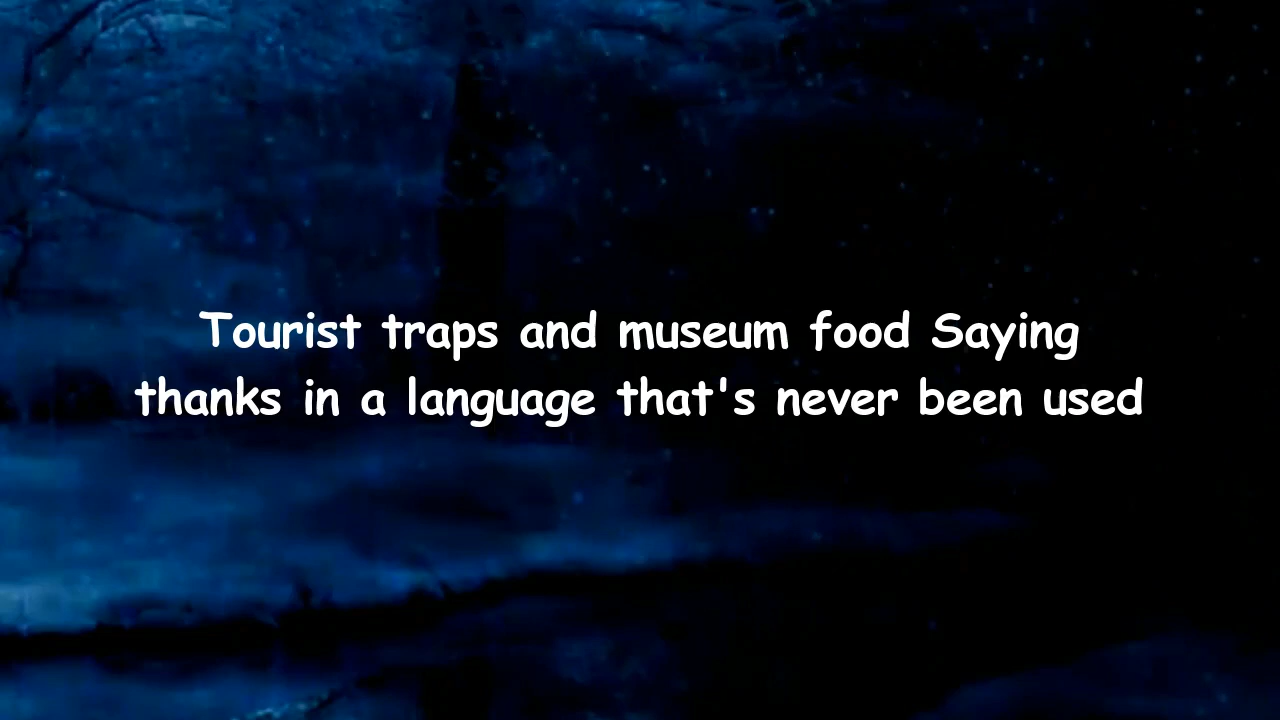 Tourist traps and museum food Saying
thanks in a language that's never been used